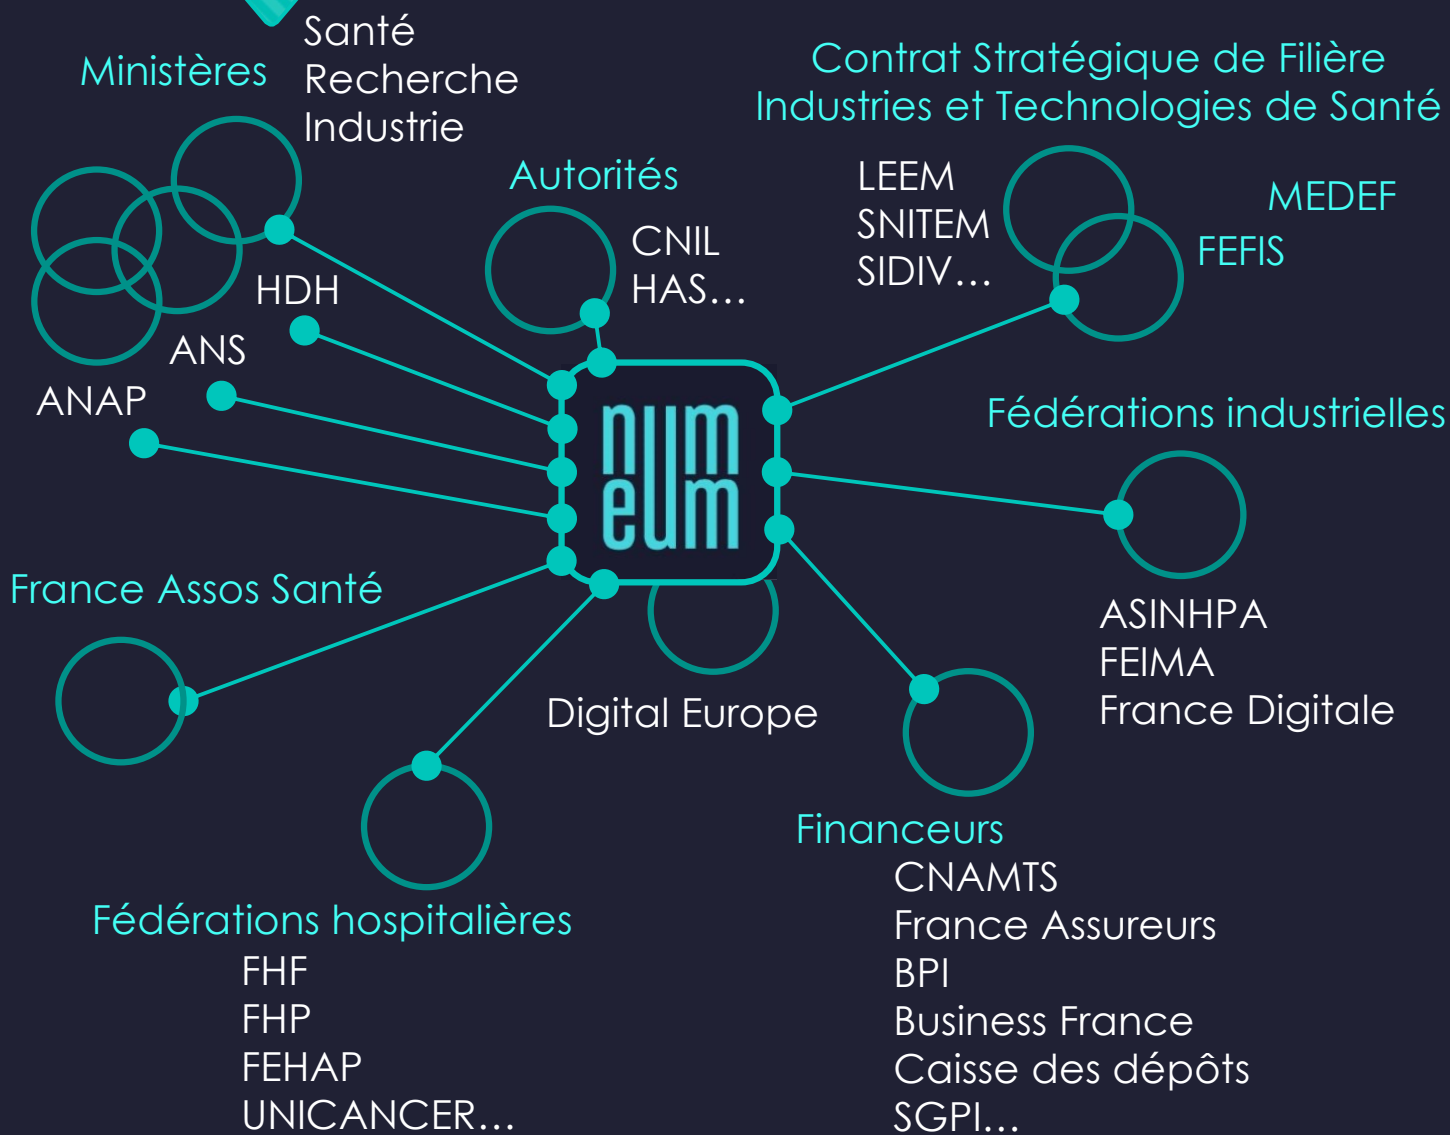 Ministères
Santé
Recherche
Industrie
Contrat Stratégique de Filière
Industries et Technologies de Santé
Autorités
CNIL
HAS...
LEEM
SNITEM
SIDIV...
MEDEF
FEFIS
HDH
ANS
ANAP
num
eum
Fédérations industrielles
ASINHPA
FEIMA
France Digitale
France Assos Santé
Digital Europe
Financeurs
CNAMTS
France Assureurs
BPI
Business France
Caisse des dépôts
SGPI...
Fédérations hospitalières
FHF
FHP
FEHAP
UNICANCER...